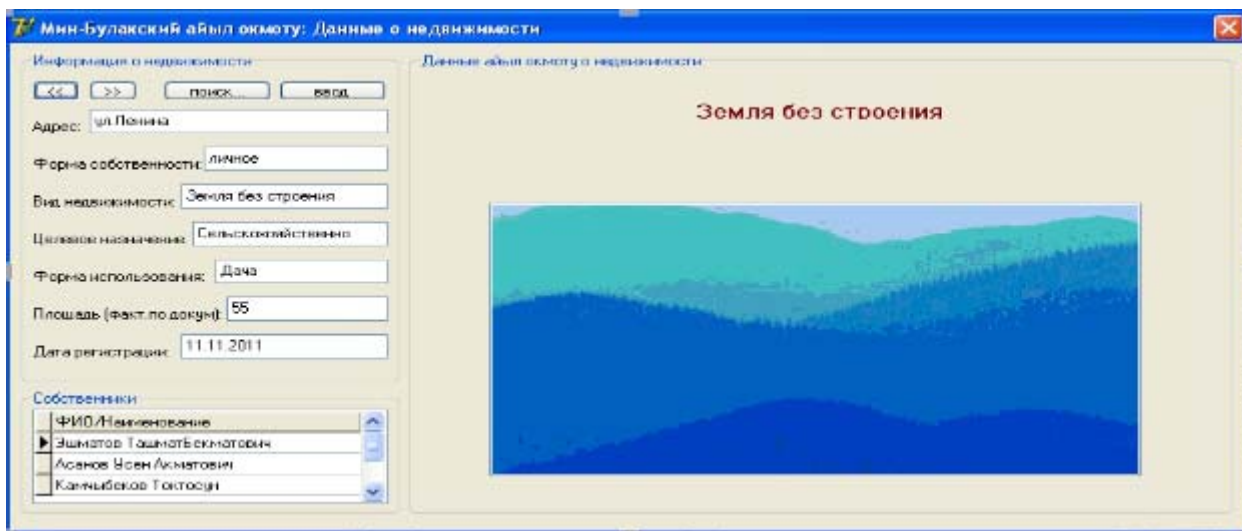 Мин-Булакский айыл окмоту: Данные о недвижимости
Информация о недвижимости
<< >> поиск... ввод
Адрес: ул.Ленина
Форма собственности: личное
Вид недвижимости: Земля без строения
Целевое назначение: Сельскохозяйственно
Форма использования: Дача
Площадь (факт.по докум): 55
Дата регистрации: 11.11.2011
Собственники
ФИО/Наименование
Эшматов ТашматБекматович
Асанов Усен Акматович
Камчыбеков Токтосун
Данные айыл окмоту о недвижимости
Земля без строения